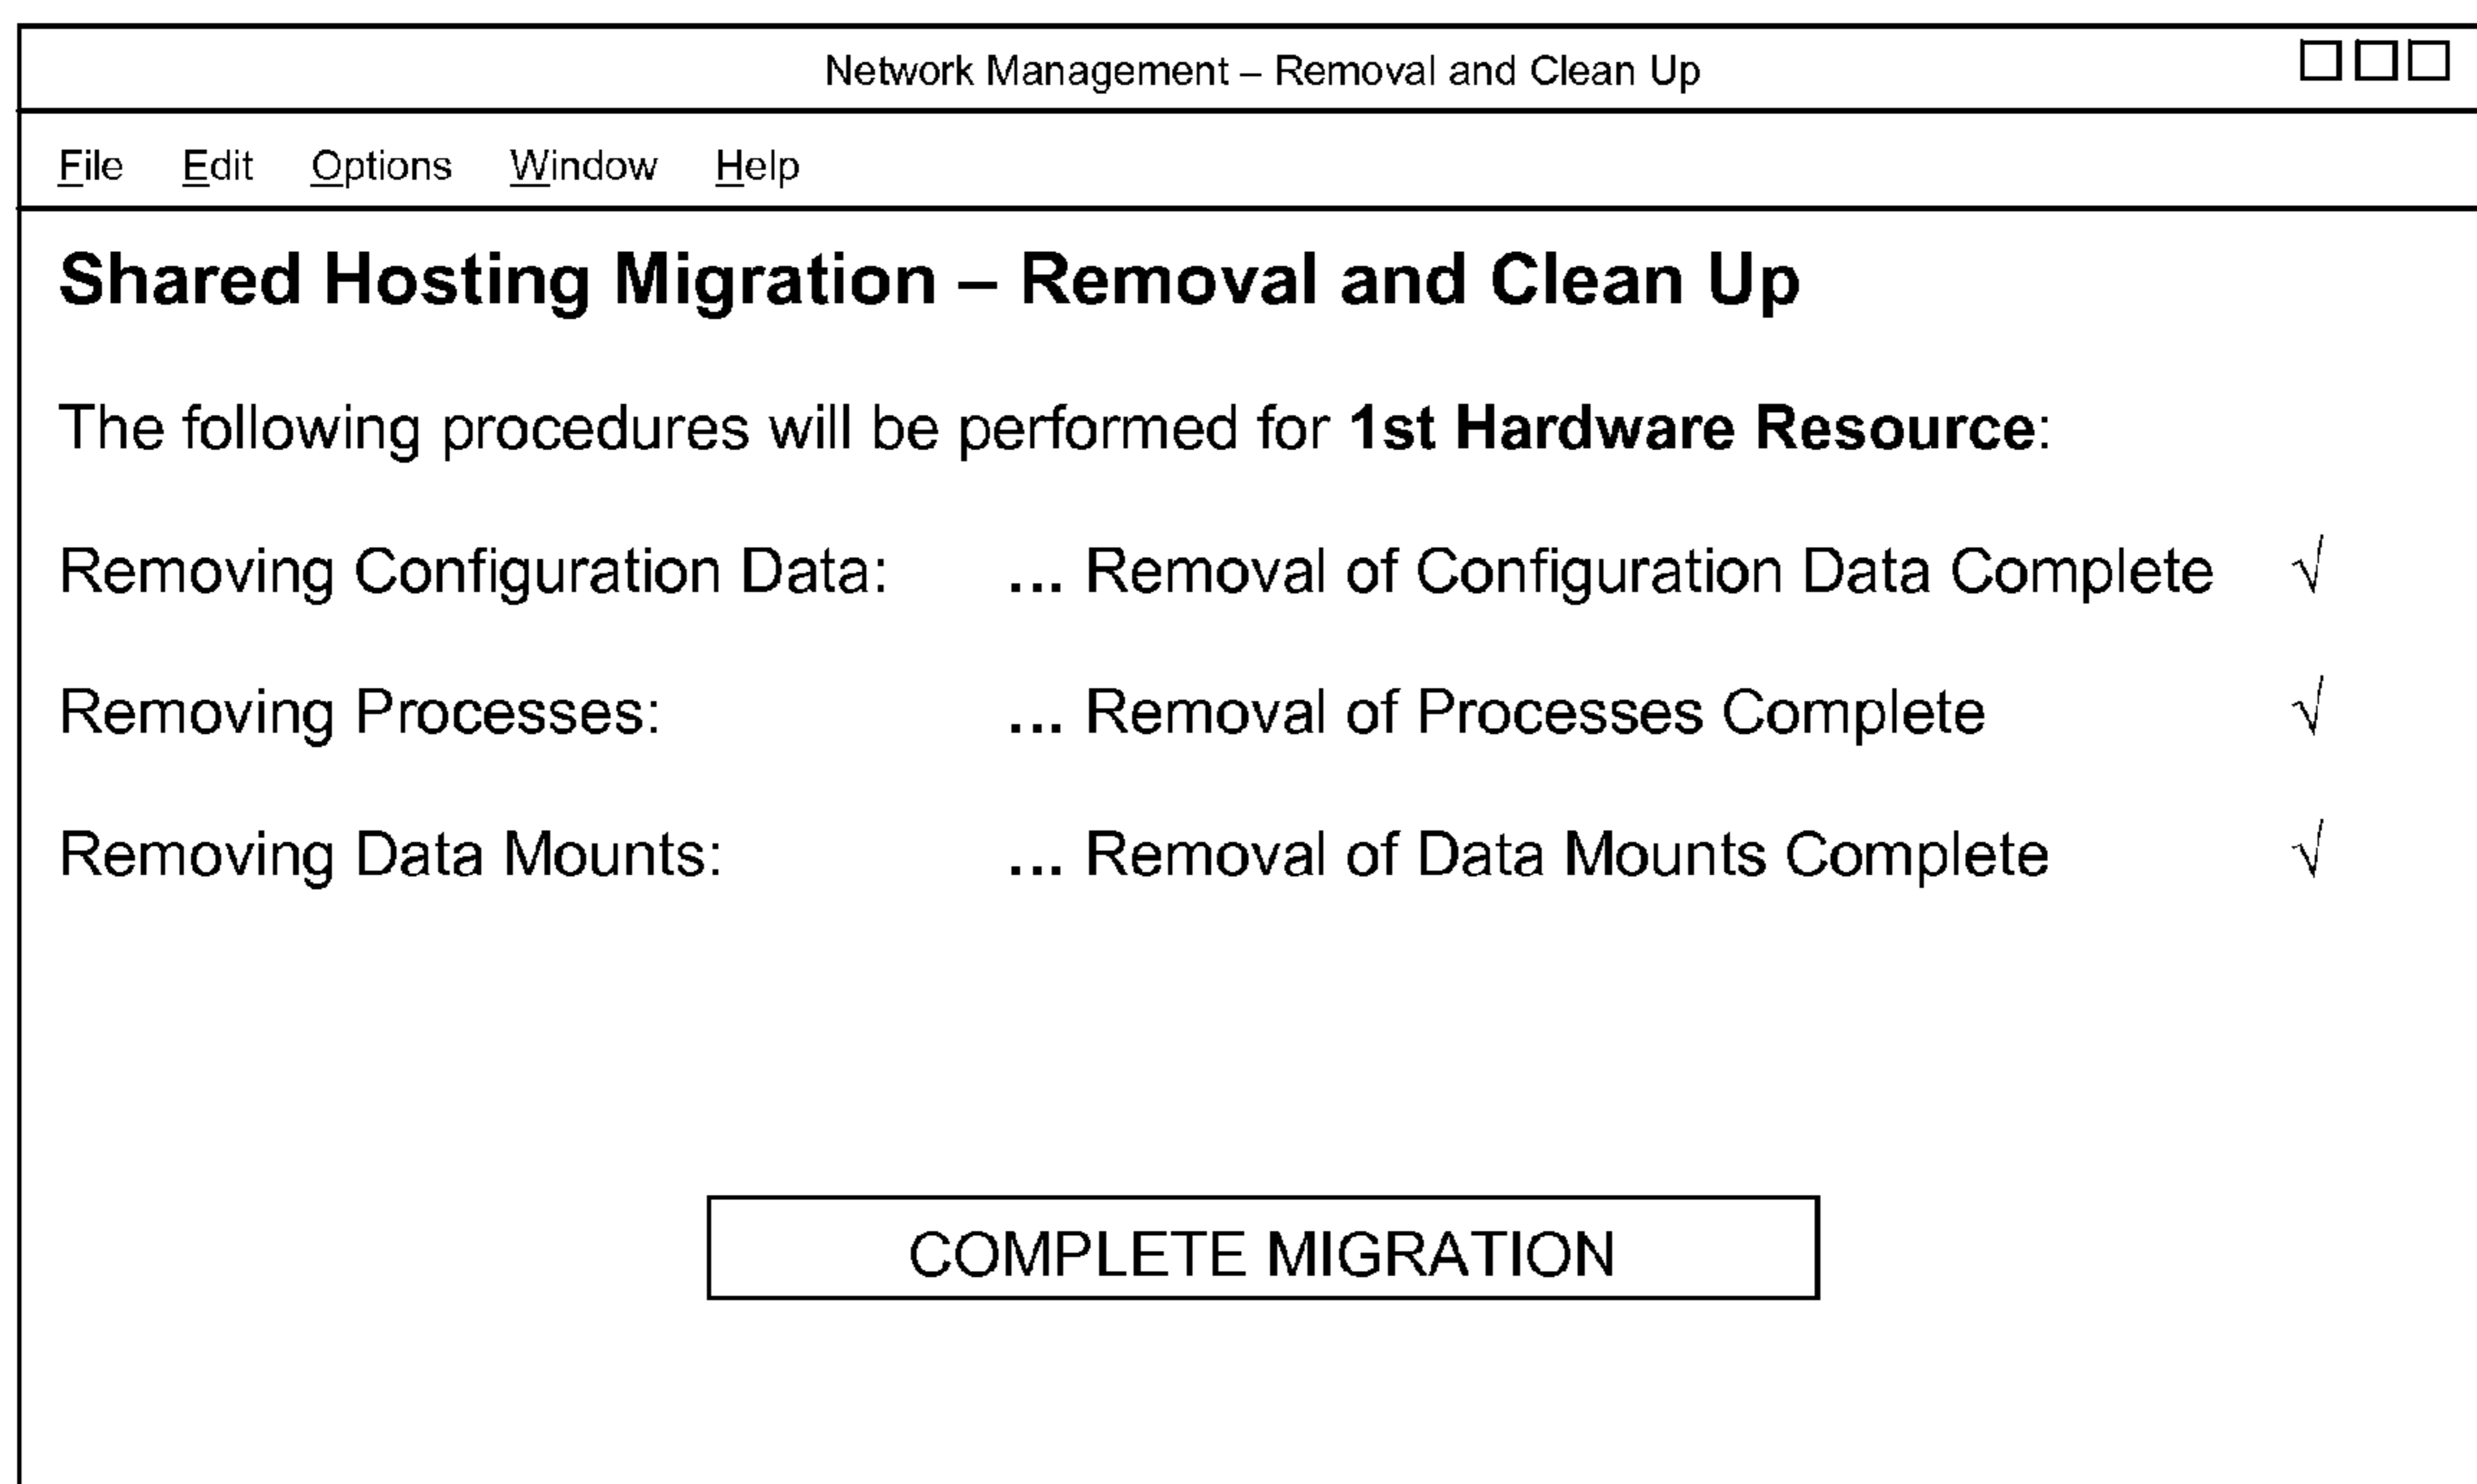 Network Management – Removal and Clean Up
File Edit Options Window Help
Shared Hosting Migration – Removal and Clean Up
The following procedures will be performed for 1st Hardware Resource:
Removing Configuration Data: ... Removal of Configuration Data Complete √
Removing Processes: ... Removal of Processes Complete √
Removing Data Mounts: ... Removal of Data Mounts Complete √
COMPLETE MIGRATION